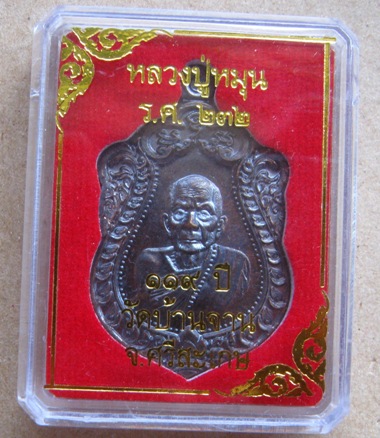 หลวงปู่หมุน
ร.ศ. ๒๓๒
๑๑๙ ปี
วัดบ้านจาน
จ.ศรีสะเกษ